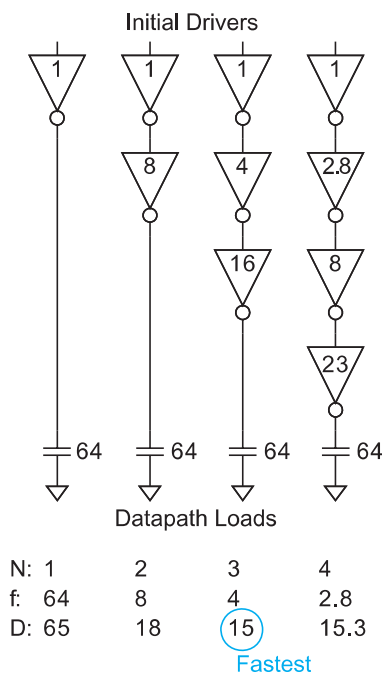 Initial Drivers
1 1 1 1
8 4 2.8
16 8
23
64 64 64 64
Datapath Loads
N: 1 2 3 4
f: 64 8 4 2.8
D: 65 18 15 15.3
Fastest